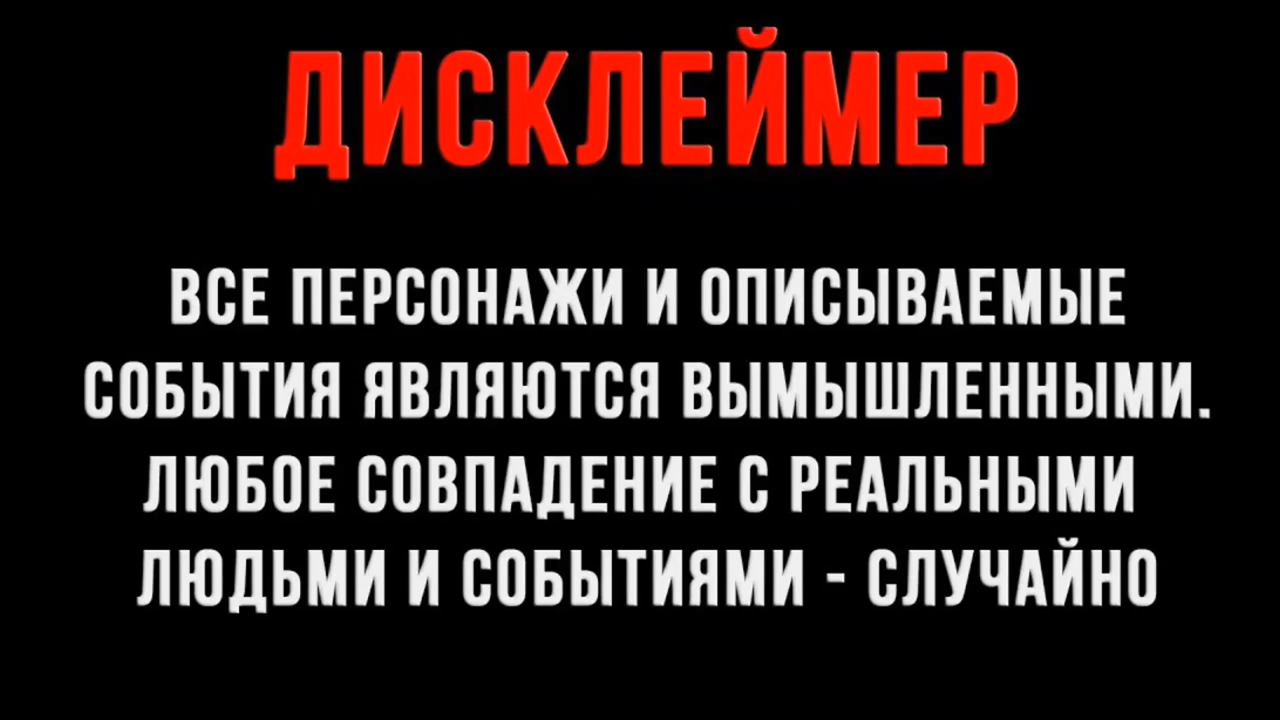 ДИСКЛЕЙМЕР
ВСЕ ПЕРСОНАЖИ И ОПИСЫВАЕМЫЕ
СОБЫТИЯ ЯВЛЯЮТСЯ ВЫМЫШЛЕННЫМИ.
ЛЮБОЕ СОВПАДЕНИЕ С РЕАЛЬНЫМИ
ЛЮДЬМИ И СОБЫТИЯМИ - СЛУЧАЙНО